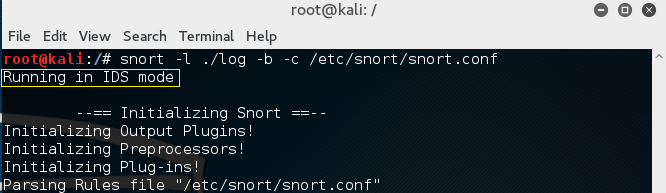 root@kali: /
File Edit View Search Terminal Help
root@kali:/# snort -l ./log -b -c /etc/snort/snort.conf
Running in IDS mode
--== Initializing Snort ==--
Initializing Output Plugins!
Initializing Preprocessors!
Initializing Plug-ins!
Parsing Rules file "/etc/snort/snort.conf"